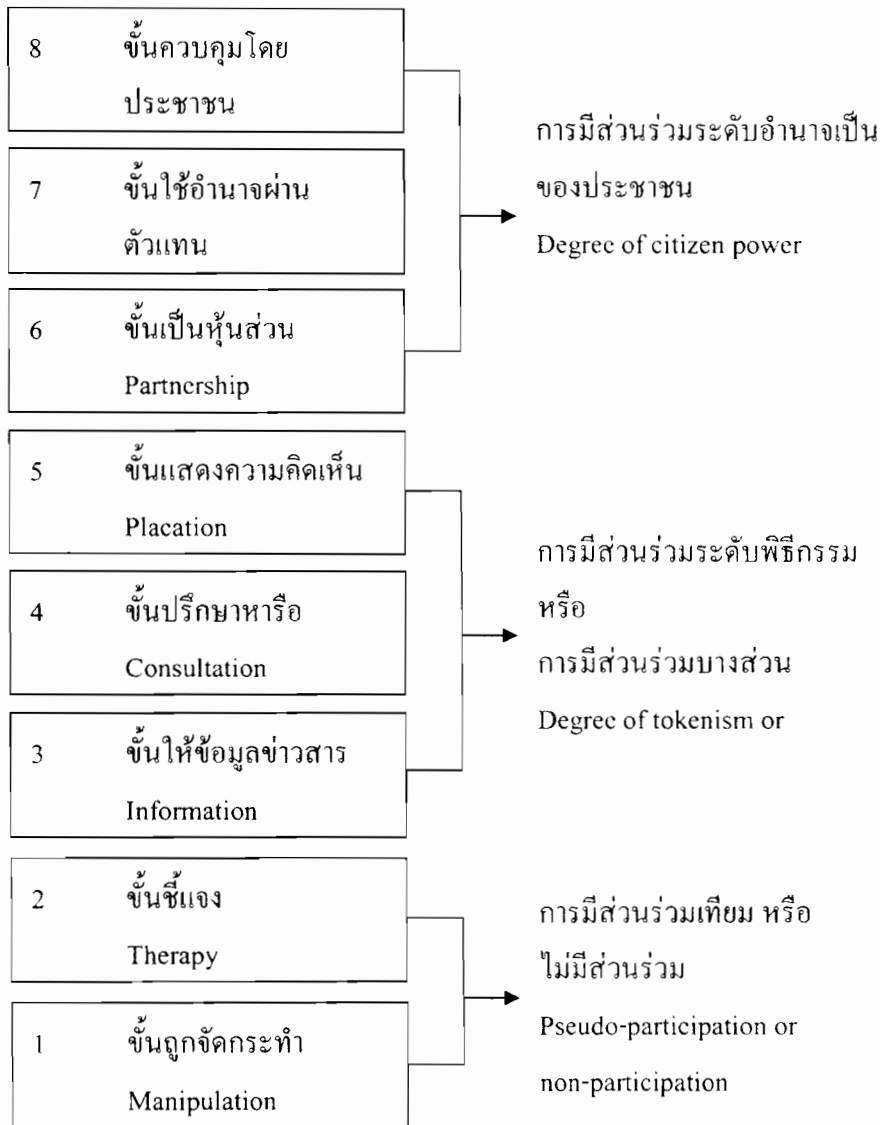 8 ขั้นควบคุมโดย
ประชาชน
7 ขั้นใช้อำนาจผ่าน
ตัวแทน
6 ขั้นเป็นหุ้นส่วน
Partnership
การมีส่วนร่วมระดับอำนาจเป็น
ของประชาชน
Degree of citizen power
5 ขั้นแสดงความคิดเห็น
Placation
4 ขั้นปรึกษาหารือ
Consultation
3 ขั้นให้ข้อมูลข่าวสาร
Information
การมีส่วนร่วมระดับพิธีกรรม
หรือ
การมีส่วนร่วมบางส่วน
Degree of tokenism or
2 ขั้นชี้แจง
Therapy
1 ขั้นถูกจัดกระทำ
Manipulation
การมีส่วนร่วมเทียม หรือ
ไม่มีส่วนร่วม
Pseudo-participation or
non-participation